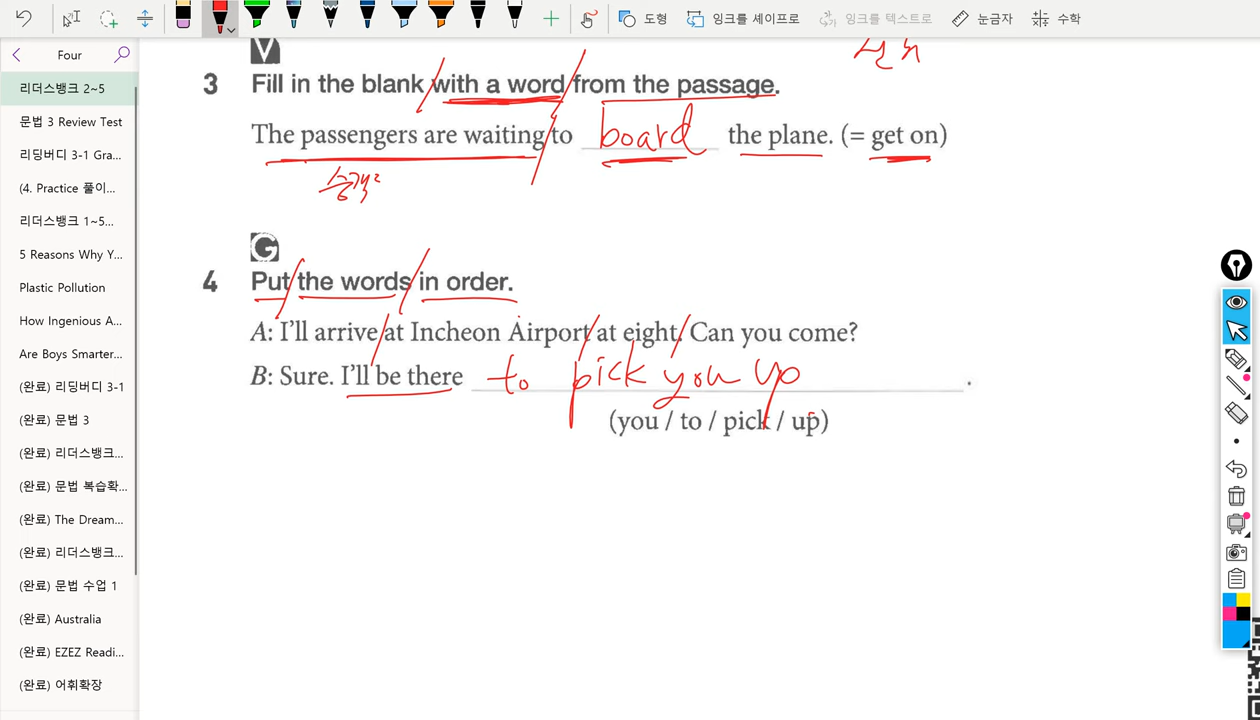 도형
잉크를 셰이프로
잉크를 텍스트로
눈금자
수학
Four
리더스뱅크 2~5
문법 3 Review Test
리딩버디 3-1 Gra...
(4. Practice 풀이...
리더스뱅크 1~5...
5 Reasons Why Y...
Plastic Pollution
How Ingenious A...
Are Boys Smarter...
(완료) 리딩버디 3-1
(완료) 문법 3
(완료) 리더스뱅크...
(완료) 문법 복습확...
(완료) The Dream...
(완료) 리더스뱅크...
(완료) 문법 수업 1
(완료) Australia
(완료) EZEZ Readi...
(완료) 어휘확장
V
3 Fill in the blank with a word from the passage.
The passengers are waiting to board the plane. (= get on)
승객
G
4 Put the words in order.
A: I'll arrive at Incheon Airport at eight. Can you come?
B: Sure. I'll be there to pick you up.
(you / to / pick / up)